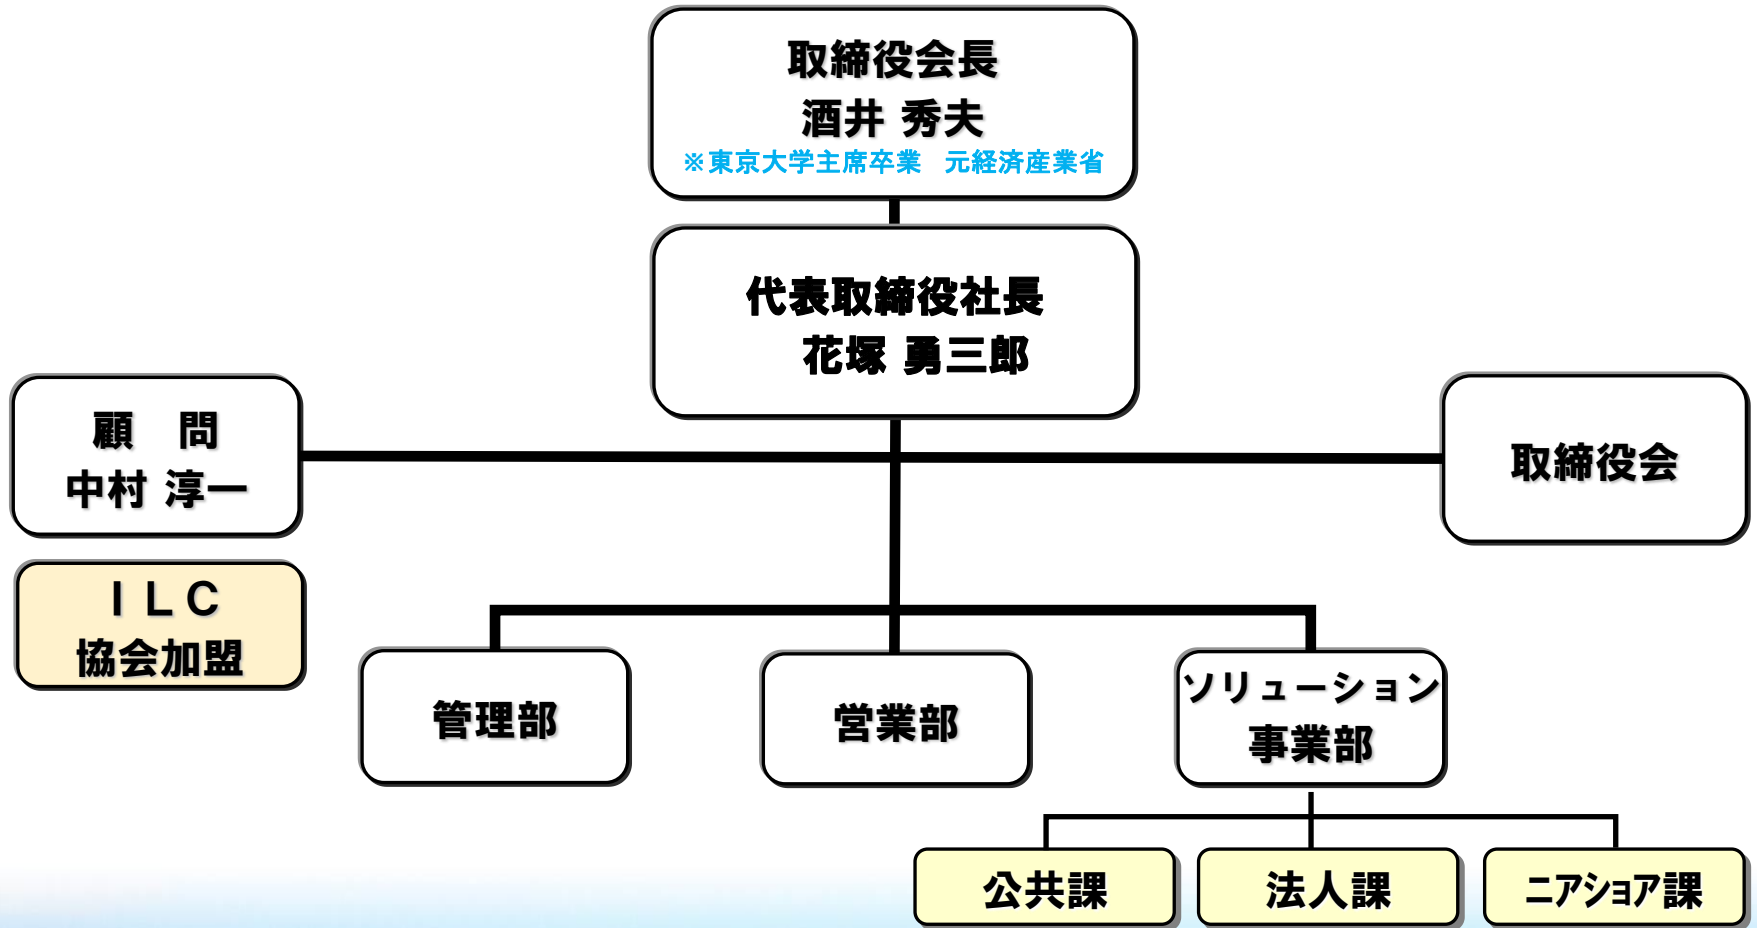 取締役会長
酒井 秀夫
※東京大学主席卒業　元経済産業省
代表取締役社長
花塚 勇三郎
顧　問
中村 淳一
取締役会
ＩＬＣ
協会加盟
管理部
営業部
ソリューション
事業部
公共課
法人課
ニアショア課